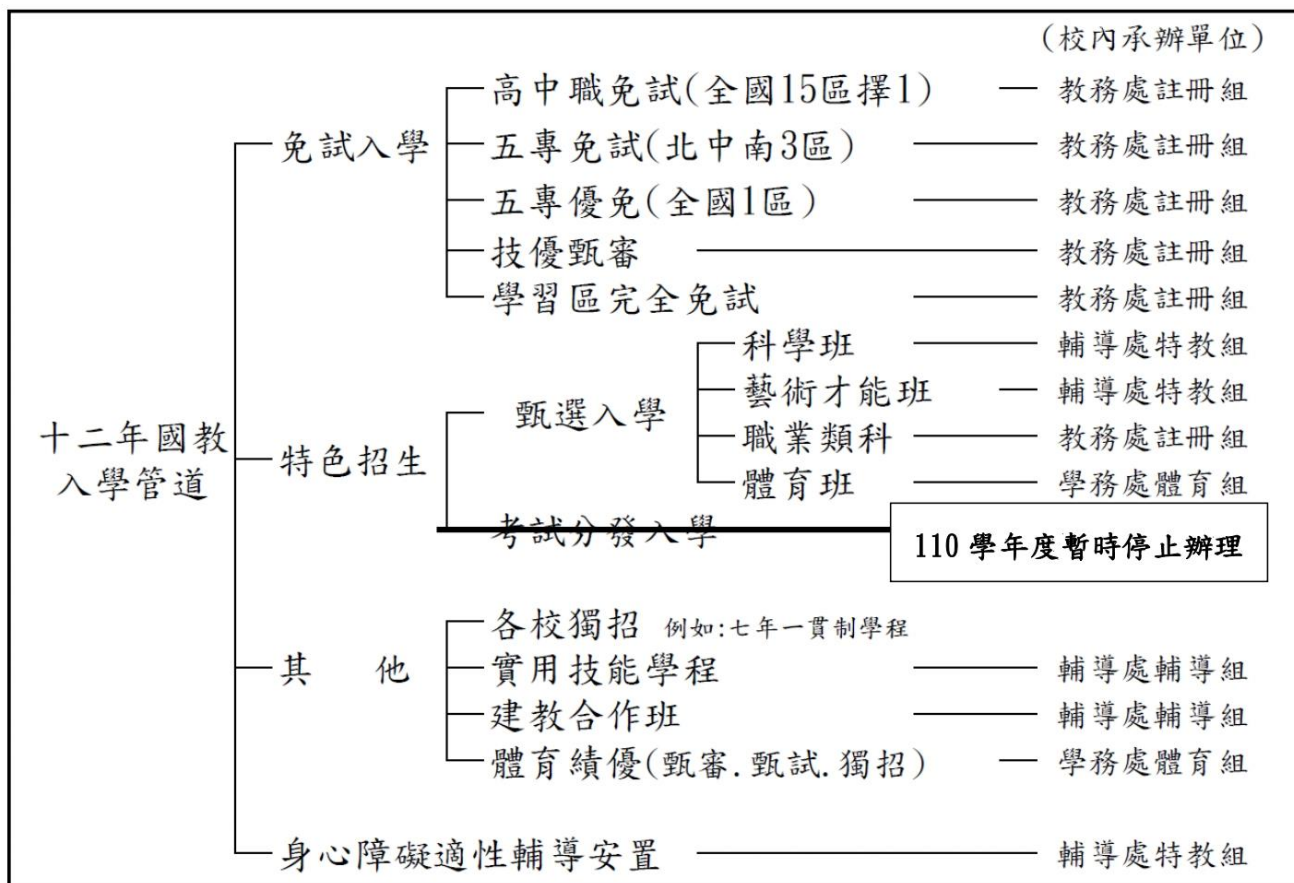 (校內承辦單位)
高中職免試(全國15區擇1) 教務處註冊組
免試入學 五專免試(北中南3區) 教務處註冊組
五專優免(全國1區) 教務處註冊組
技優甄審 教務處註冊組
學習區完全免試 教務處註冊組
科學班 輔導處特教組
甄選入學 藝術才能班 輔導處特教組
十二年國教
入學管道
特色招生
職業類科 教務處註冊組
體育班 學務處體育組
考試分發入學 110 學年度暫時停止辦理
各校獨招 例如:七年一貫制學程
其 他 實用技能學程 輔導處輔導組
建教合作班 輔導處輔導組
體育績優(甄審.甄試.獨招) 學務處體育組
身心障礙適性輔導安置 輔導處特教組